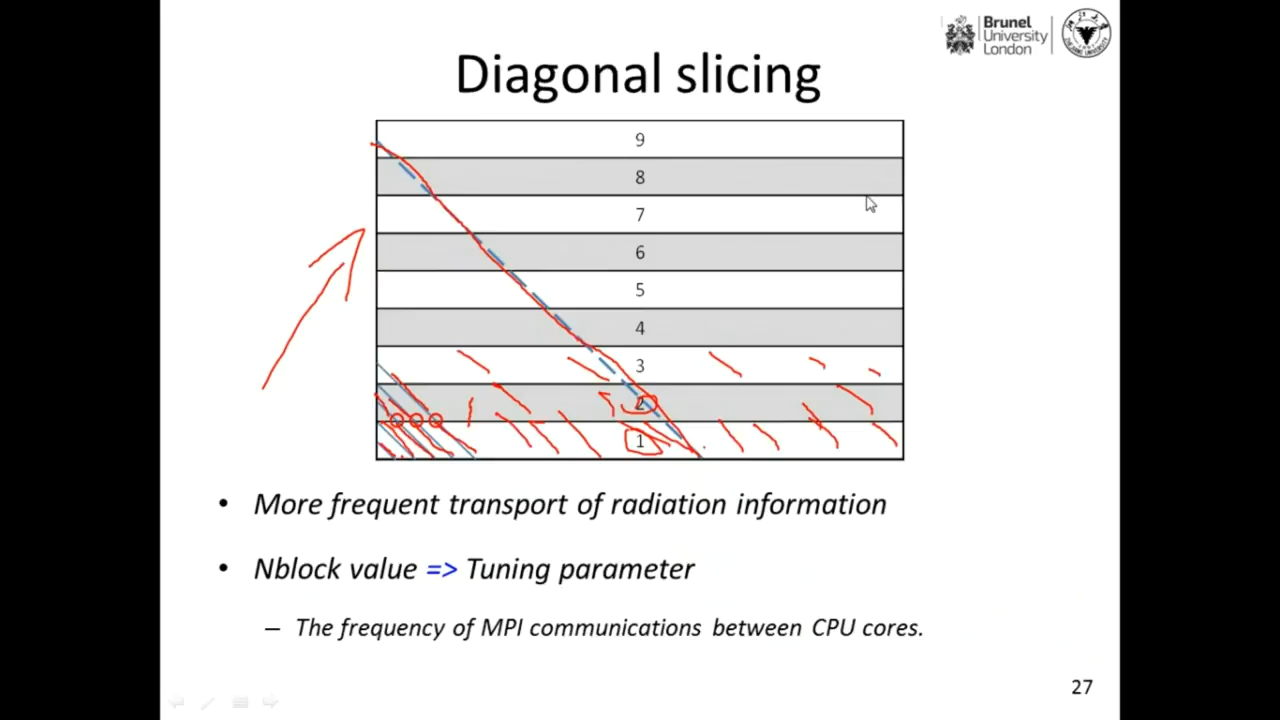 Brunel
University
London
Diagonal slicing
9
8
7
6
5
4
3
2
1
• More frequent transport of radiation information
• Nblock value => Tuning parameter
– The frequency of MPI communications between CPU cores.
27